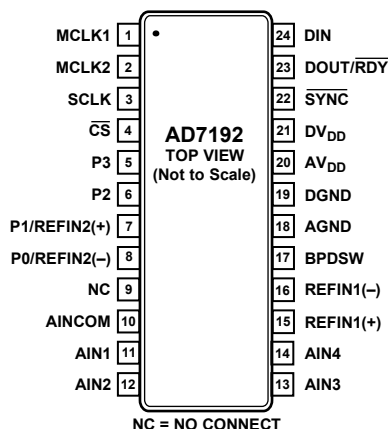 MCLK1 1
MCLK2 2
SCLK 3
C̅S̅ 4
P3 5
P2 6
P1/REFIN2(+) 7
P0/REFIN2(–) 8
NC 9
AINCOM 10
AIN1 11
AIN2 12
AD7192
TOP VIEW
(Not to Scale)
24 DIN
23 DOUT/R̅D̅Y̅
22 S̅Y̅N̅C̅
21 DVDD
20 AVDD
19 DGND
18 AGND
17 BPDSW
16 REFIN1(–)
15 REFIN1(+)
14 AIN4
13 AIN3
NC = NO CONNECT